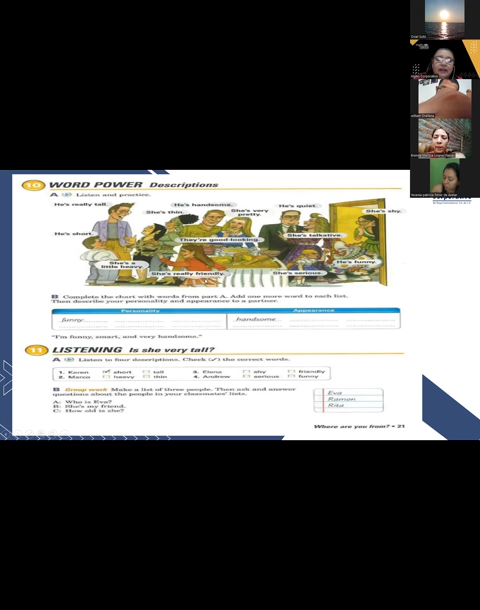 10 WORD POWER Descriptions
A Listen and practice.
He's really tall.
He's handsome.
She's thin.
She's very pretty.
He's quiet.
She's shy.
He's short.
They're good-looking.
She's talkative.
She's a little heavy.
She's really friendly.
She's serious.
He's funny.
B Complete the chart with words from part A. Add one more word to each list.
Then describe your personality and appearance to a partner.
Personality Appearance
funny handsome
"I'm funny, smart, and very handsome."
11 LISTENING Is she very tall?
A Listen to four descriptions. Check (✓) the correct words.
1. Karen ✓ short tall 3. Elena shy friendly
2. Marco heavy thin 4. Andrew serious funny
B Group work Make a list of three people. Then ask and answer
questions about the people in your classmates' lists.
A: Who is Eva?
B: She's my friend.
C: How old is she?
Eva
Ramon
Rita
Where are you from? • 21